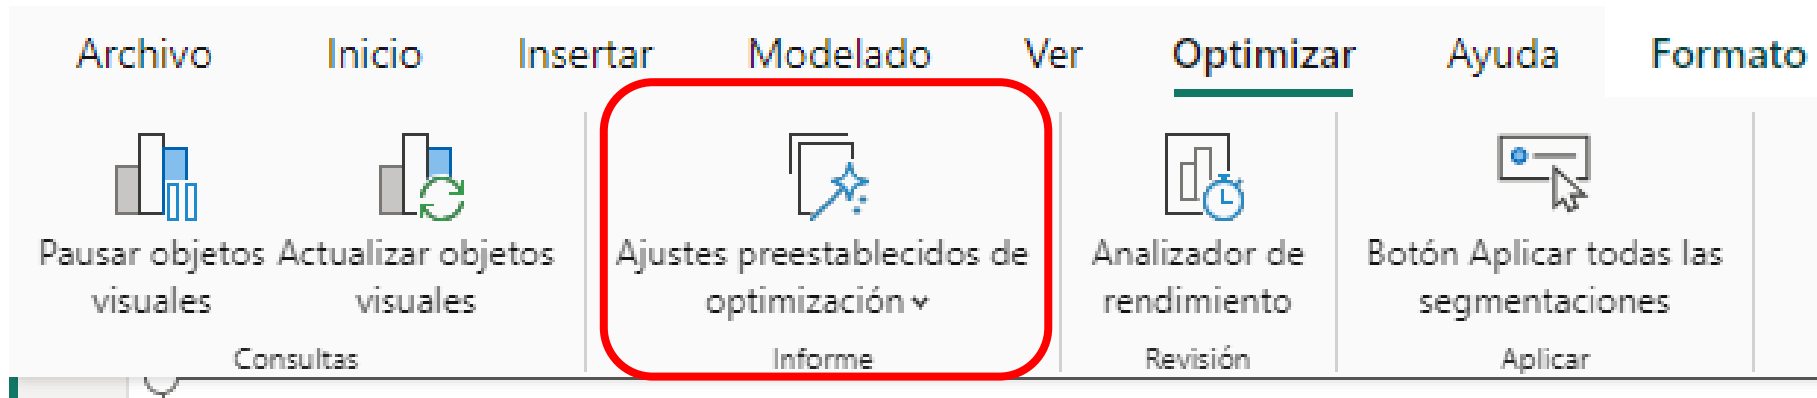 Archivo Inicio Insertar Modelado Ver Optimizar Ayuda Formato
Pausar objetos visuales
Actualizar objetos visuales
Ajustes preestablecidos de optimización
Analizador de rendimiento
Botón Aplicar todas las segmentaciones
Consultas Informe Revisión Aplicar